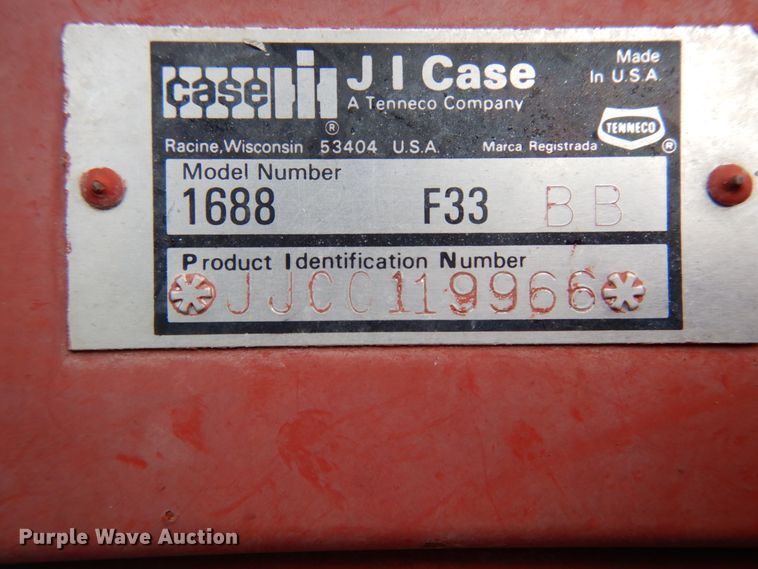 case IH
J I Case
A Tenneco Company
Made
In U.S.A.
TENNECO
®
®
Racine, Wisconsin 53404 U.S.A.
Marca Registrada
Model Number
1688 F33 BB
Product Identification Number
*JJC0119966*
Purple Wave Auction